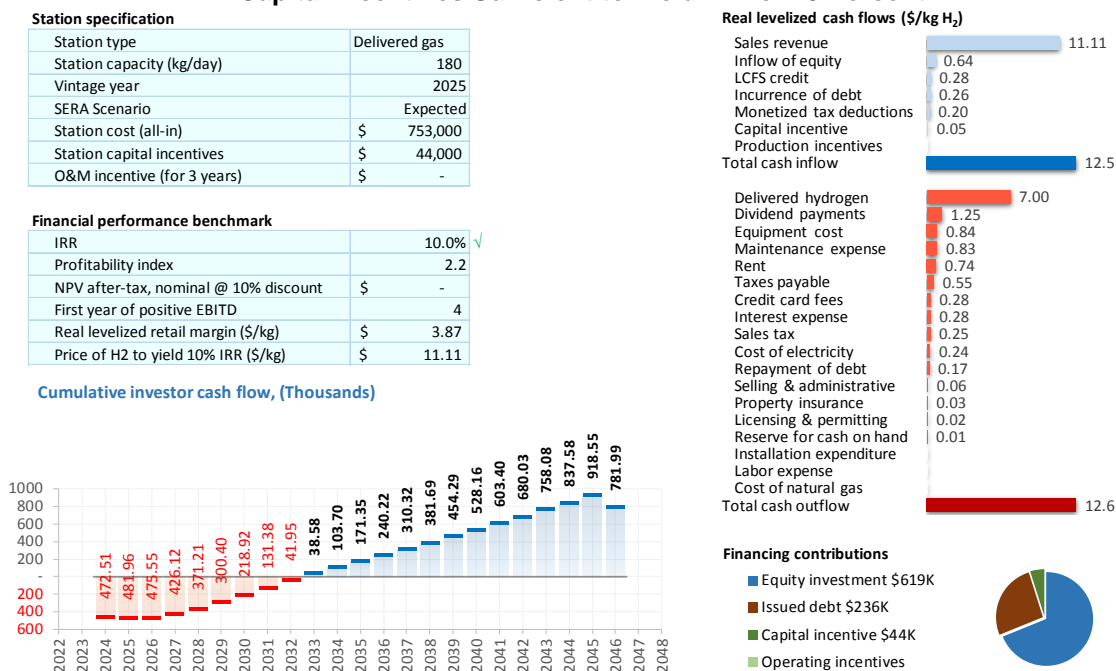 Station specification
Station type Delivered gas
Station capacity (kg/day) 180
Vintage year 2025
SERA Scenario Expected
Station cost (all-in) $ 753,000
Station capital incentives $ 44,000
O&M incentive (for 3 years) $ -
Financial performance benchmark
IRR 10.0% √
Profitability index 2.2
NPV after-tax, nominal @ 10% discount $ -
First year of positive EBITD 4
Real levelized retail margin ($/kg) $ 3.87
Price of H2 to yield 10% IRR ($/kg) $ 11.11
Cumulative investor cash flow, (Thousands)
1000
800
600
400
200
-
200
400
600
472.51
481.96
475.55
426.12
371.21
300.40
218.92
131.38
41.95
38.58
103.70
171.35
240.22
310.32
381.69
454.29
528.16
603.40
680.03
758.08
837.58
918.55
781.99
2022
2023
2024
2025
2026
2027
2028
2029
2030
2031
2032
2033
2034
2035
2036
2037
2038
2039
2040
2041
2042
2043
2044
2045
2046
2047
2048
Real levelized cash flows ($/kg H2)
Sales revenue 11.11
Inflow of equity 0.64
LCFS credit 0.28
Incurrence of debt 0.26
Monetized tax deductions 0.20
Capital incentive 0.05
Production incentives
Total cash inflow 12.5
Delivered hydrogen 7.00
Dividend payments 1.25
Equipment cost 0.84
Maintenance expense 0.83
Rent 0.74
Taxes payable 0.55
Credit card fees 0.28
Interest expense 0.28
Sales tax 0.25
Cost of electricity 0.24
Repayment of debt 0.17
Selling & administrative 0.06
Property insurance 0.03
Licensing & permitting 0.02
Reserve for cash on hand 0.01
Installation expenditure
Labor expense
Cost of natural gas
Total cash outflow 12.6
Financing contributions
Equity investment $619K
Issued debt $236K
Capital incentive $44K
Operating incentives